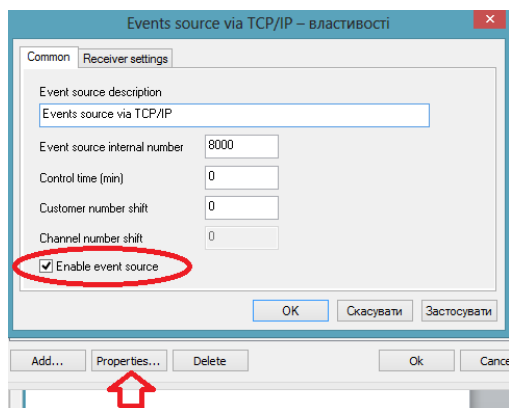 Events source via TCP/IP – властивості
Common Receiver settings
Event source description
Events source via TCP/IP
Event source internal number 8000
Control time (min) 0
Customer number shift 0
Channel number shift 0
Enable event source
OK Скасувати Застосувати
Add... Properties... Delete Ok Cance